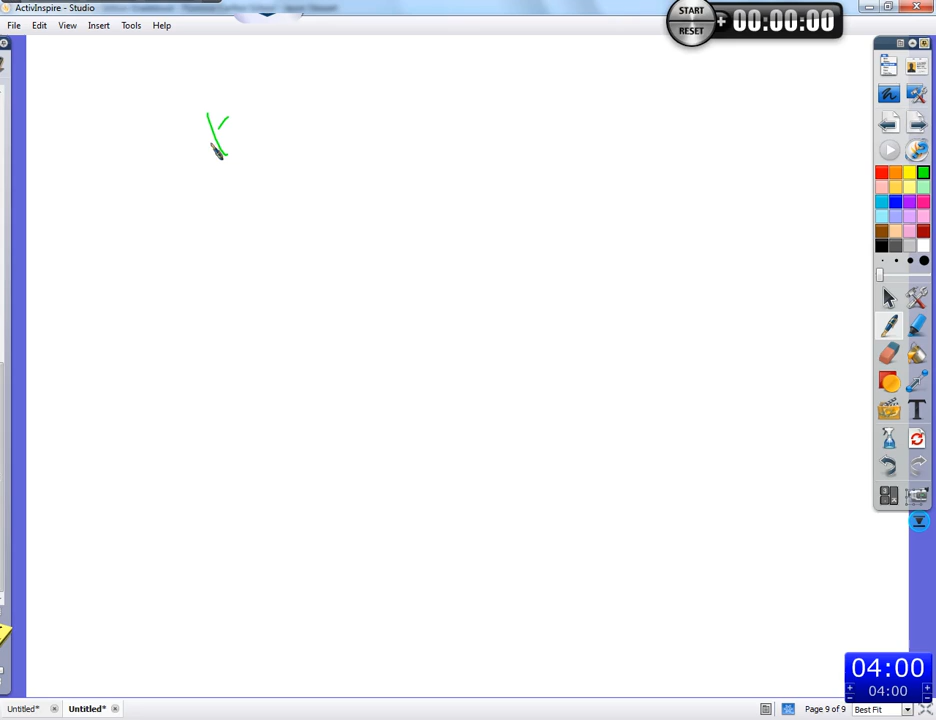 ActivInspire - Studio
START
RESET
00:00:00
File Edit View Insert Tools Help
T
04:00
04:00
Untitled* Untitled* Page 9 of 9 Best Fit